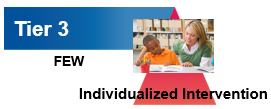 Tier 3
FEW
Individualized Intervention